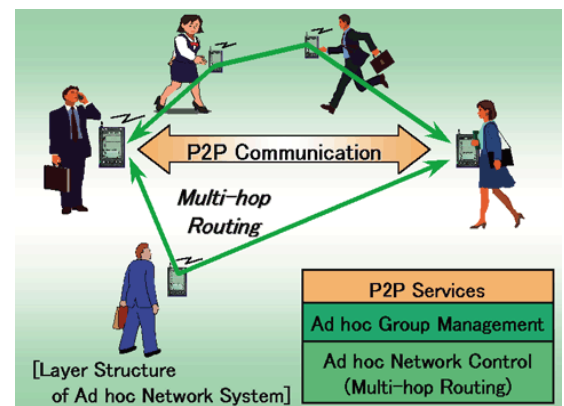 P2P Communication
Multi-hop
Routing
P2P Services
Ad hoc Group Management
Ad hoc Network Control
(Multi-hop Routing)
[Layer Structure
of Ad hoc Network System]